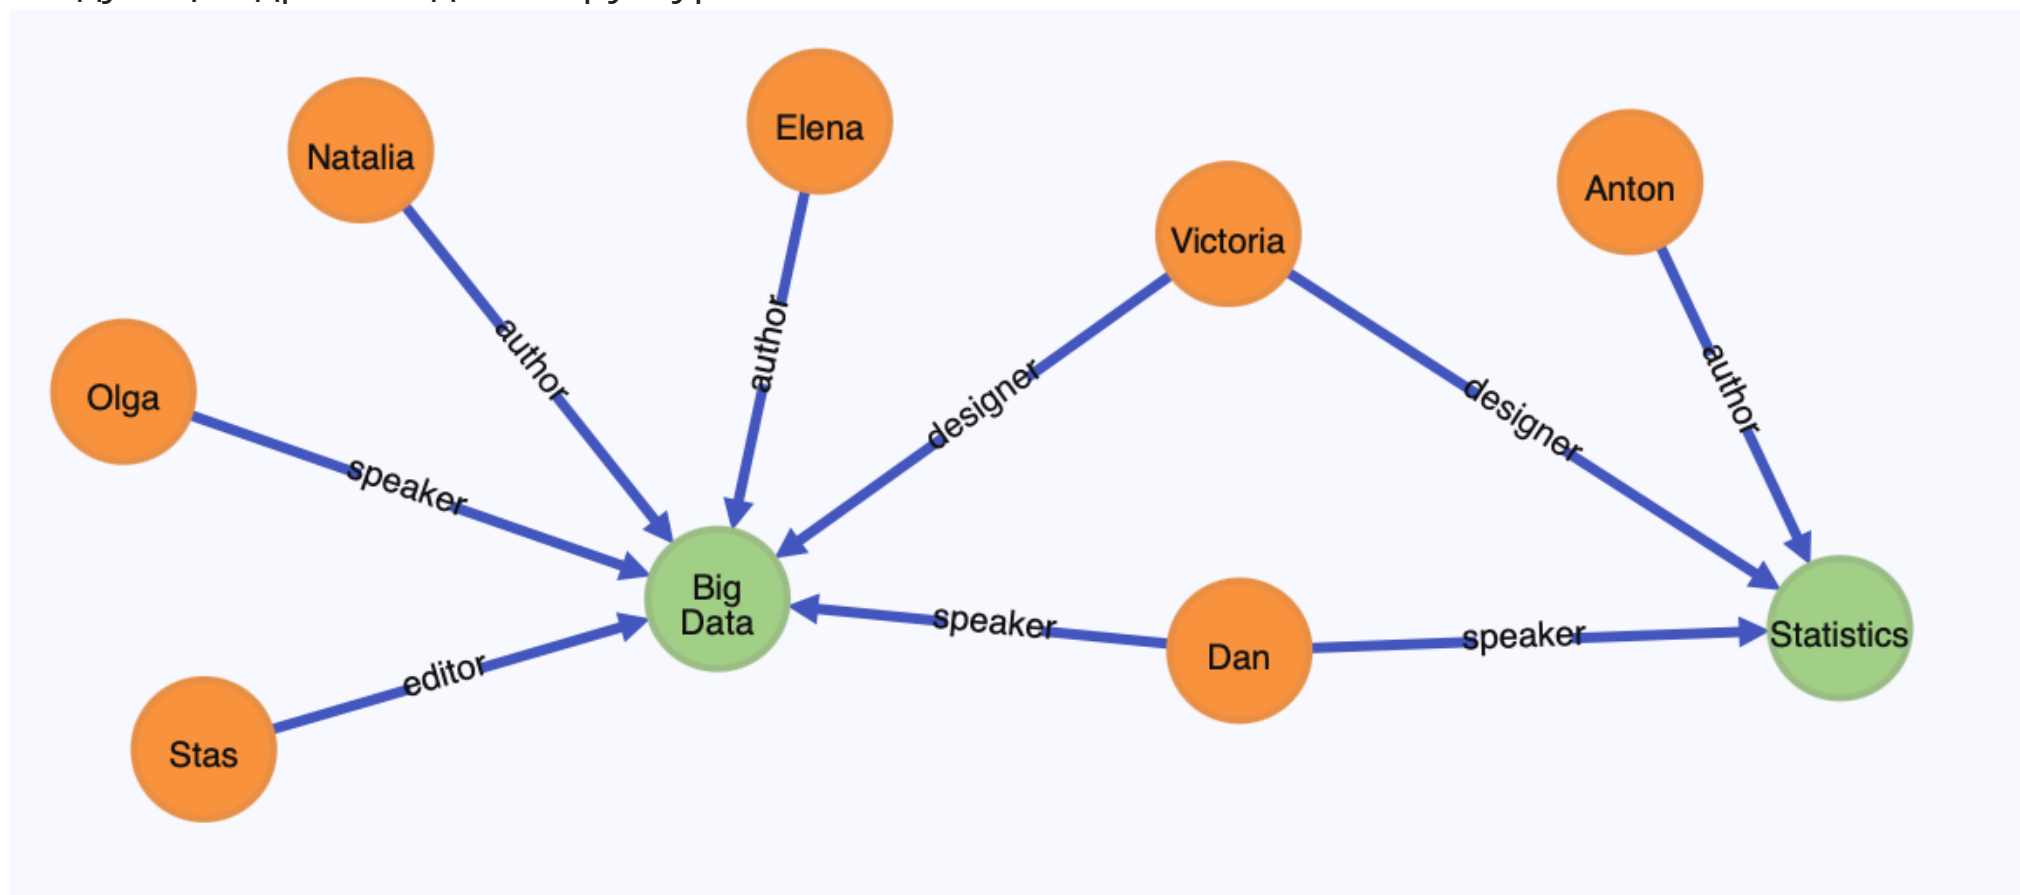 Natalia
Elena
Victoria
Anton
Olga
author
author
designer
designer
author
speaker
Big
Data
speaker
Dan
speaker
Statistics
editor
Stas